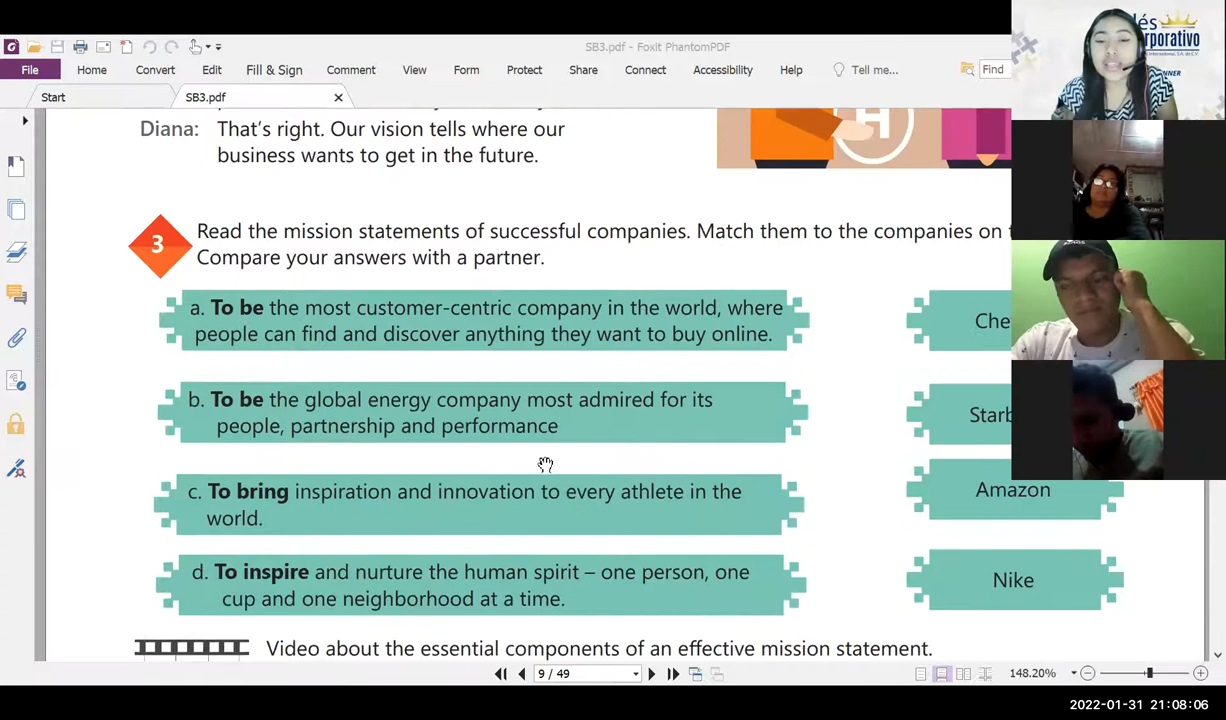 SB3.pdf - Foxit PhantomPDF
File Home Convert Edit Fill & Sign Comment View Form Protect Share Connect Accessibility Help Tell me... Find
Start SB3.pdf
Diana: That's right. Our vision tells where our
business wants to get in the future.
H
3
Read the mission statements of successful companies. Match them to the companies on
Compare your answers with a partner.
a. To be the most customer-centric company in the world, where
people can find and discover anything they want to buy online.
b. To be the global energy company most admired for its
people, partnership and performance
Amazon
c. To bring inspiration and innovation to every athlete in the
world.
Nike
d. To inspire and nurture the human spirit – one person, one
cup and one neighborhood at a time.
Video about the essential components of an effective mission statement.
9 / 49
148.20%
2022-01-31 21:08:06